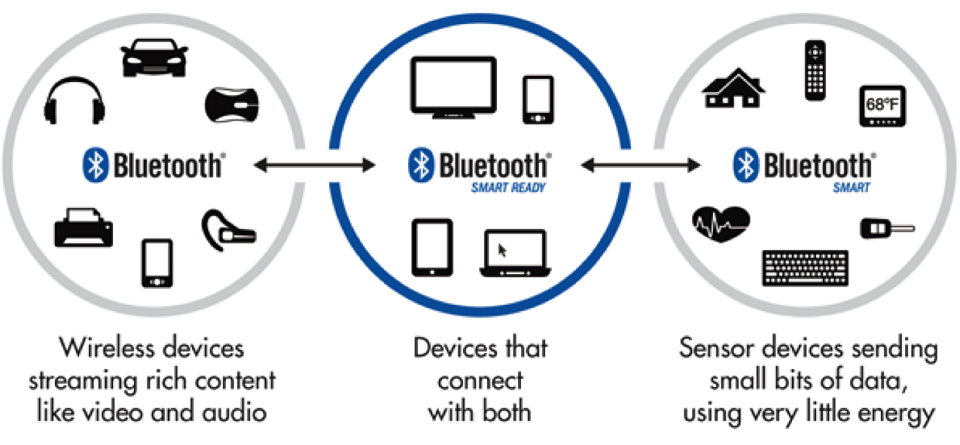 68°F
Bluetooth®
Bluetooth®
SMART READY
Bluetooth®
SMART
Wireless devices
streaming rich content
like video and audio
Devices that
connect
with both
Sensor devices sending
small bits of data,
using very little energy